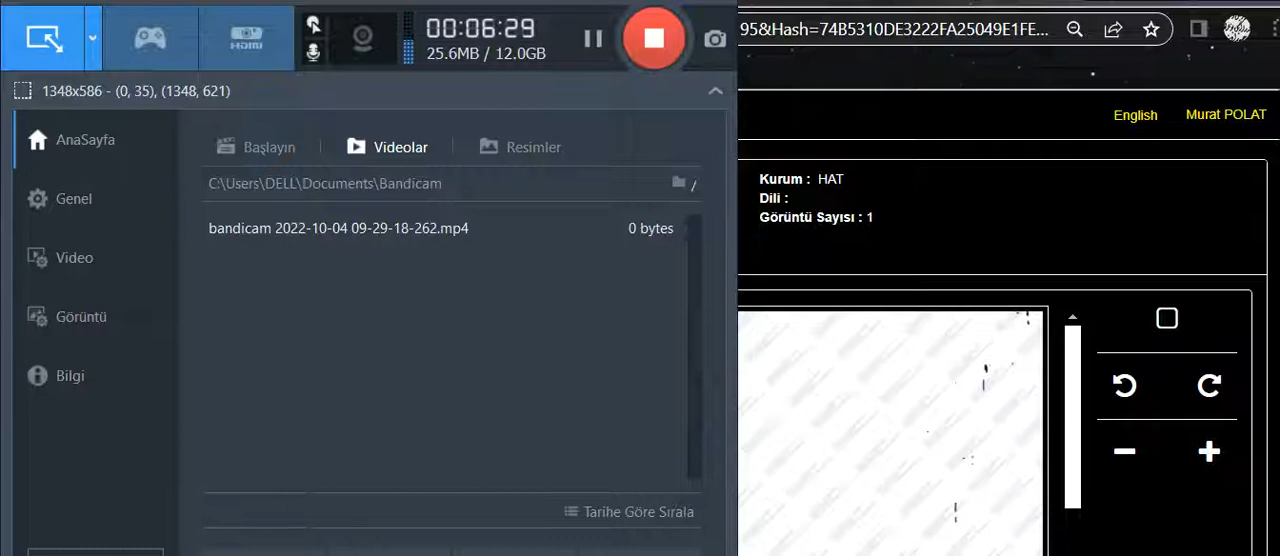 00:06:29
25.6MB / 12.0GB
HDMI
1348x586 - (0, 35), (1348, 621)
AnaSayfa
Genel
Video
Görüntü
Bilgi
Başlayın
Videolar
Resimler
C:\Users\DELL\Documents\Bandicam
/
bandicam 2022-10-04 09-29-18-262.mp4 0 bytes
Tarihe Göre Sırala
95&Hash=74B5310DE3222FA25049E1FE...
English Murat POLAT
Kurum : HAT
Dili :
Görüntü Sayısı : 1